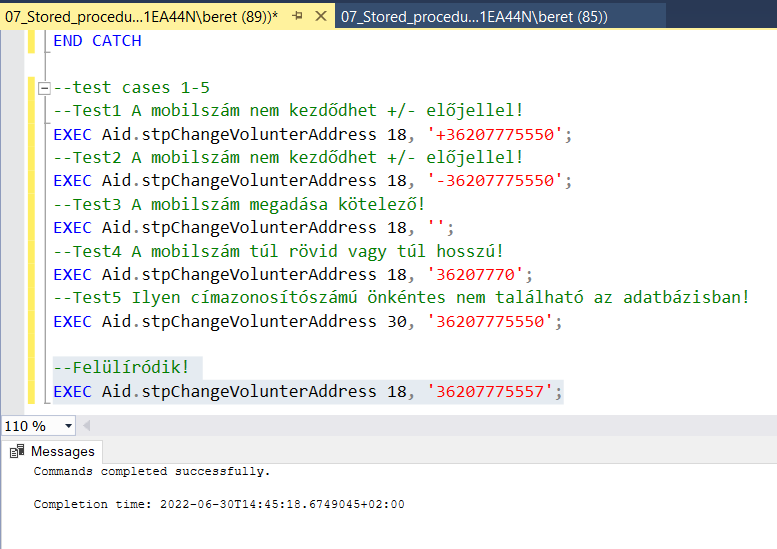 07_Stored_procedu...1EA44N\beret (89))* 07_Stored_procedu...1EA44N\beret (85))
END CATCH
--test cases 1-5
--Test1 A mobilszám nem kezdődhet +/- előjellel!
EXEC Aid.stpChangeVolunterAddress 18, '+36207775550';
--Test2 A mobilszám nem kezdődhet +/- előjellel!
EXEC Aid.stpChangeVolunterAddress 18, '-36207775550';
--Test3 A mobilszám megadása kötelező!
EXEC Aid.stpChangeVolunterAddress 18, '';
--Test4 A mobilszám túl rövid vagy túl hosszú!
EXEC Aid.stpChangeVolunterAddress 18, '36207770';
--Test5 Ilyen címazonosítószámú önkéntes nem található az adatbázisban!
EXEC Aid.stpChangeVolunterAddress 30, '36207775550';
--Felülíródik!
EXEC Aid.stpChangeVolunterAddress 18, '36207775557';
110 %
Messages
Commands completed successfully.
Completion time: 2022-06-30T14:45:18.6749045+02:00